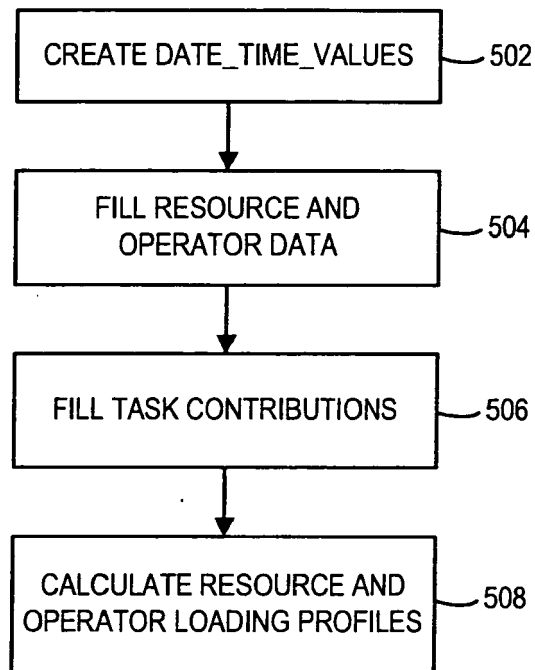 CREATE DATE_TIME_VALUES
502
FILL RESOURCE AND
OPERATOR DATA
504
FILL TASK CONTRIBUTIONS
506
CALCULATE RESOURCE AND
OPERATOR LOADING PROFILES
508